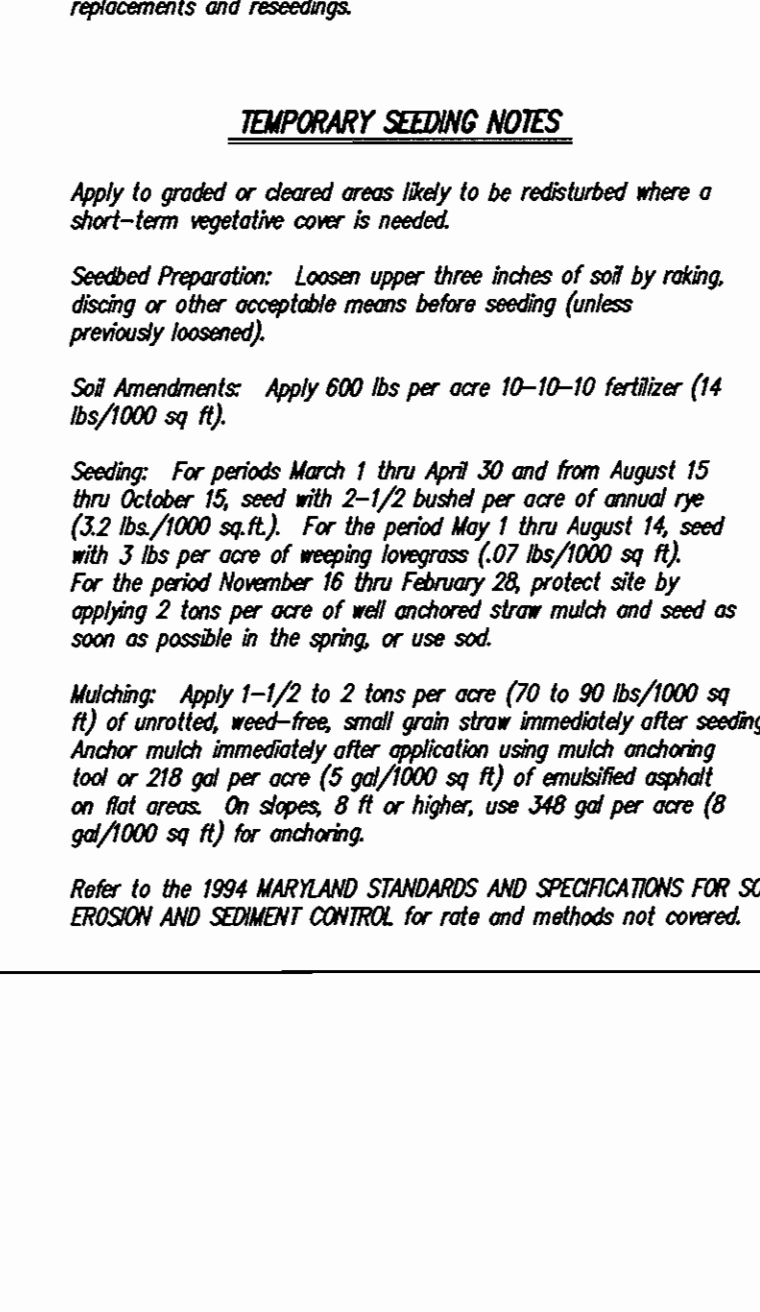 replacements and reseedings.
TEMPORARY SEEDING NOTES
Apply to graded or cleared areas likely to be redisturbed where a
short-term vegetative cover is needed.
Seedbed Preparation: Loosen upper three inches of soil by raking,
discing or other acceptable means before seeding (unless
previously loosened).
Soil Amendments: Apply 600 lbs per acre 10-10-10 fertilizer (14
lbs/1000 sq ft).
Seeding: For periods March 1 thru April 30 and from August 15
thru October 15, seed with 2-1/2 bushel per acre of annual rye
(3.2 lbs./1000 sq.ft.). For the period May 1 thru August 14, seed
with 3 lbs per acre of weeping lovegrass (.07 lbs/1000 sq ft).
For the period November 16 thru February 28, protect site by
applying 2 tons per acre of well anchored straw mulch and seed as
soon as possible in the spring, or use sod.
Mulching: Apply 1-1/2 to 2 tons per acre (70 to 90 lbs/1000 sq
ft) of unrotted, weed-free, small grain straw immediately after seeding
Anchor mulch immediately after application using mulch anchoring
tool or 218 gal per acre (5 gal/1000 sq ft) of emulsified asphalt
on flat areas. On slopes, 8 ft or higher, use 348 gal per acre (8
gal/1000 sq ft) for anchoring.
Refer to the 1994 MARYLAND STANDARDS AND SPECIFICATIONS FOR SO
EROSION AND SEDIMENT CONTROL for rate and methods not covered.